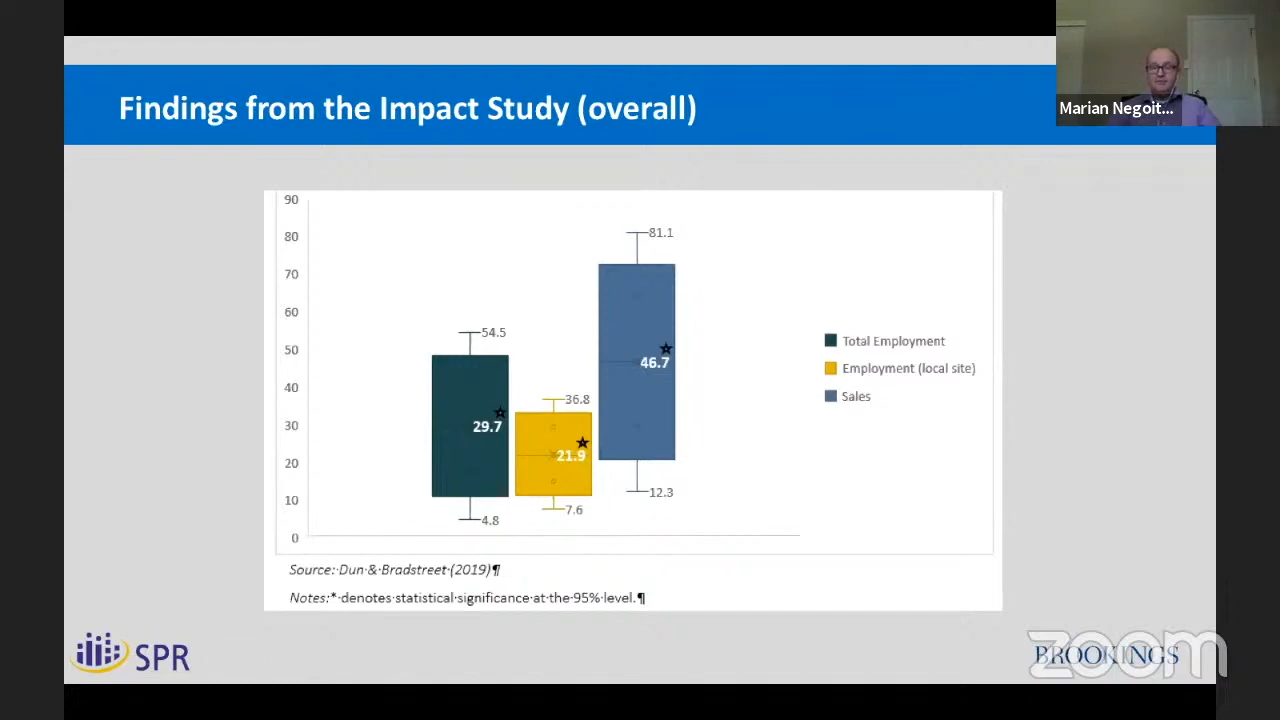 Findings from the Impact Study (overall)
Marian Negoit...
90
80
70
60
50
40
30
20
10
0
54.5
29.7
4.8
36.8
21.9
7.6
81.1
46.7
12.3
Total Employment
Employment (local site)
Sales
Source:·Dun·&·Bradstreet·(2019)¶
Notes:*·denotes·statistical·significance·at·the·95%·level.¶
SPR
BROOKINGS
zoom